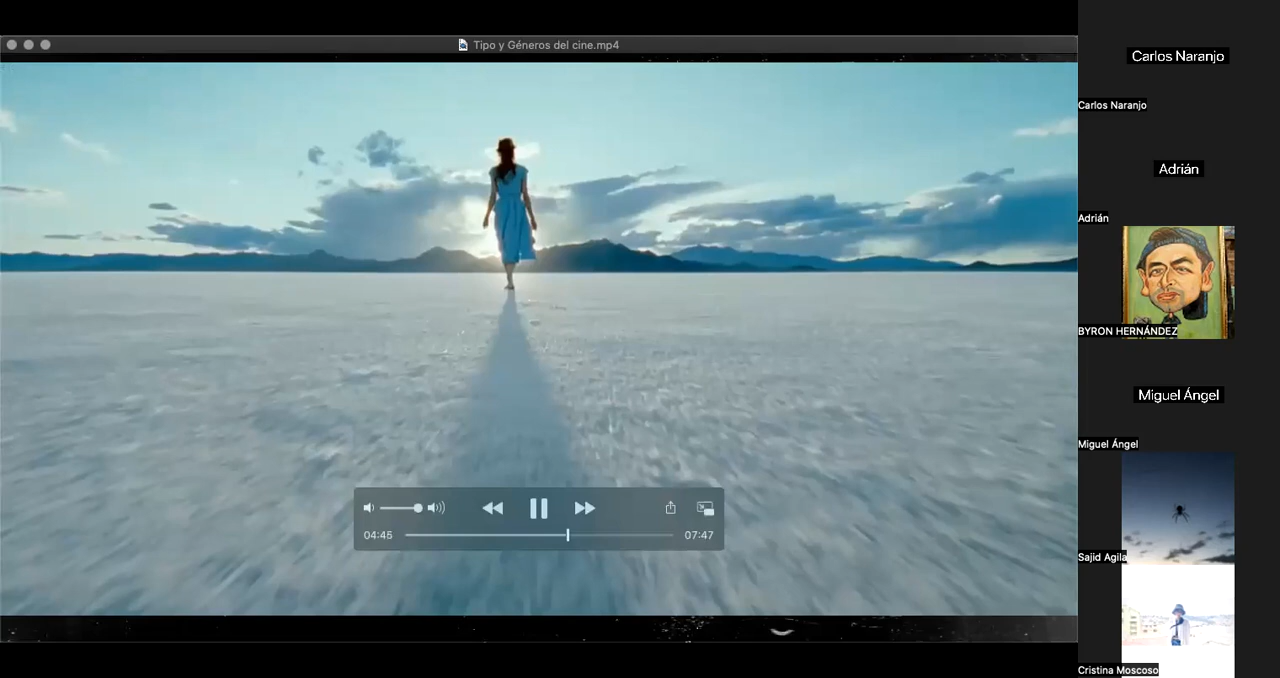 Tipo y Géneros del cine.mp4
04:45
07:47
Carlos Naranjo
Carlos Naranjo
Adrián
Adrián
BYRON HERNÁNDEZ
Miguel Ángel
Miguel Ángel
Sajid Agila
Cristina Moscoso